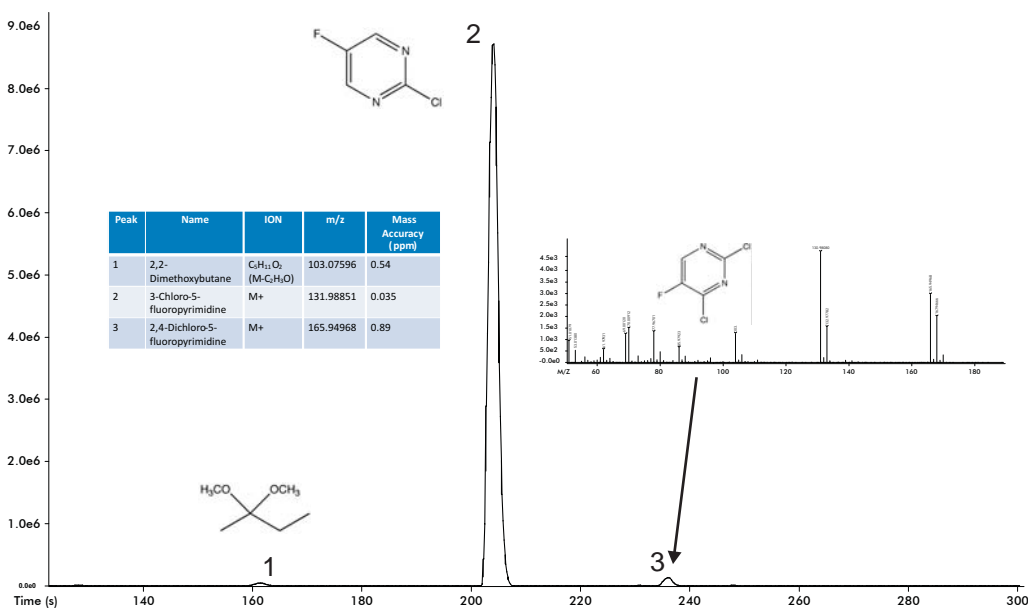 9.0e6
8.0e6
7.0e6
6.0e6
5.0e6
4.0e6
3.0e6
2.0e6
1.0e6
0.0e0
F
N
N
Cl
2
Peak Name ION m/z Mass Accuracy (ppm)
1 2,2-Dimethoxybutane C₅H₁₁O₂ (M-C₂H₅O) 103.07596 0.54
2 3-Chloro-5-fluoropyrimidine M+ 131.98851 0.035
3 2,4-Dichloro-5-fluoropyrimidine M+ 165.94968 0.89
4.5e3
4.0e3
3.5e3
3.0e3
2.5e3
2.0e3
1.5e3
1.0e3
5.0e2
-0.0e0
N
Cl
N
F
Cl
M/Z 60 80 100 120 140 160 180
H₃CO OCH₃
1
3
Time (s) 140 160 180 200 220 240 260 280 300